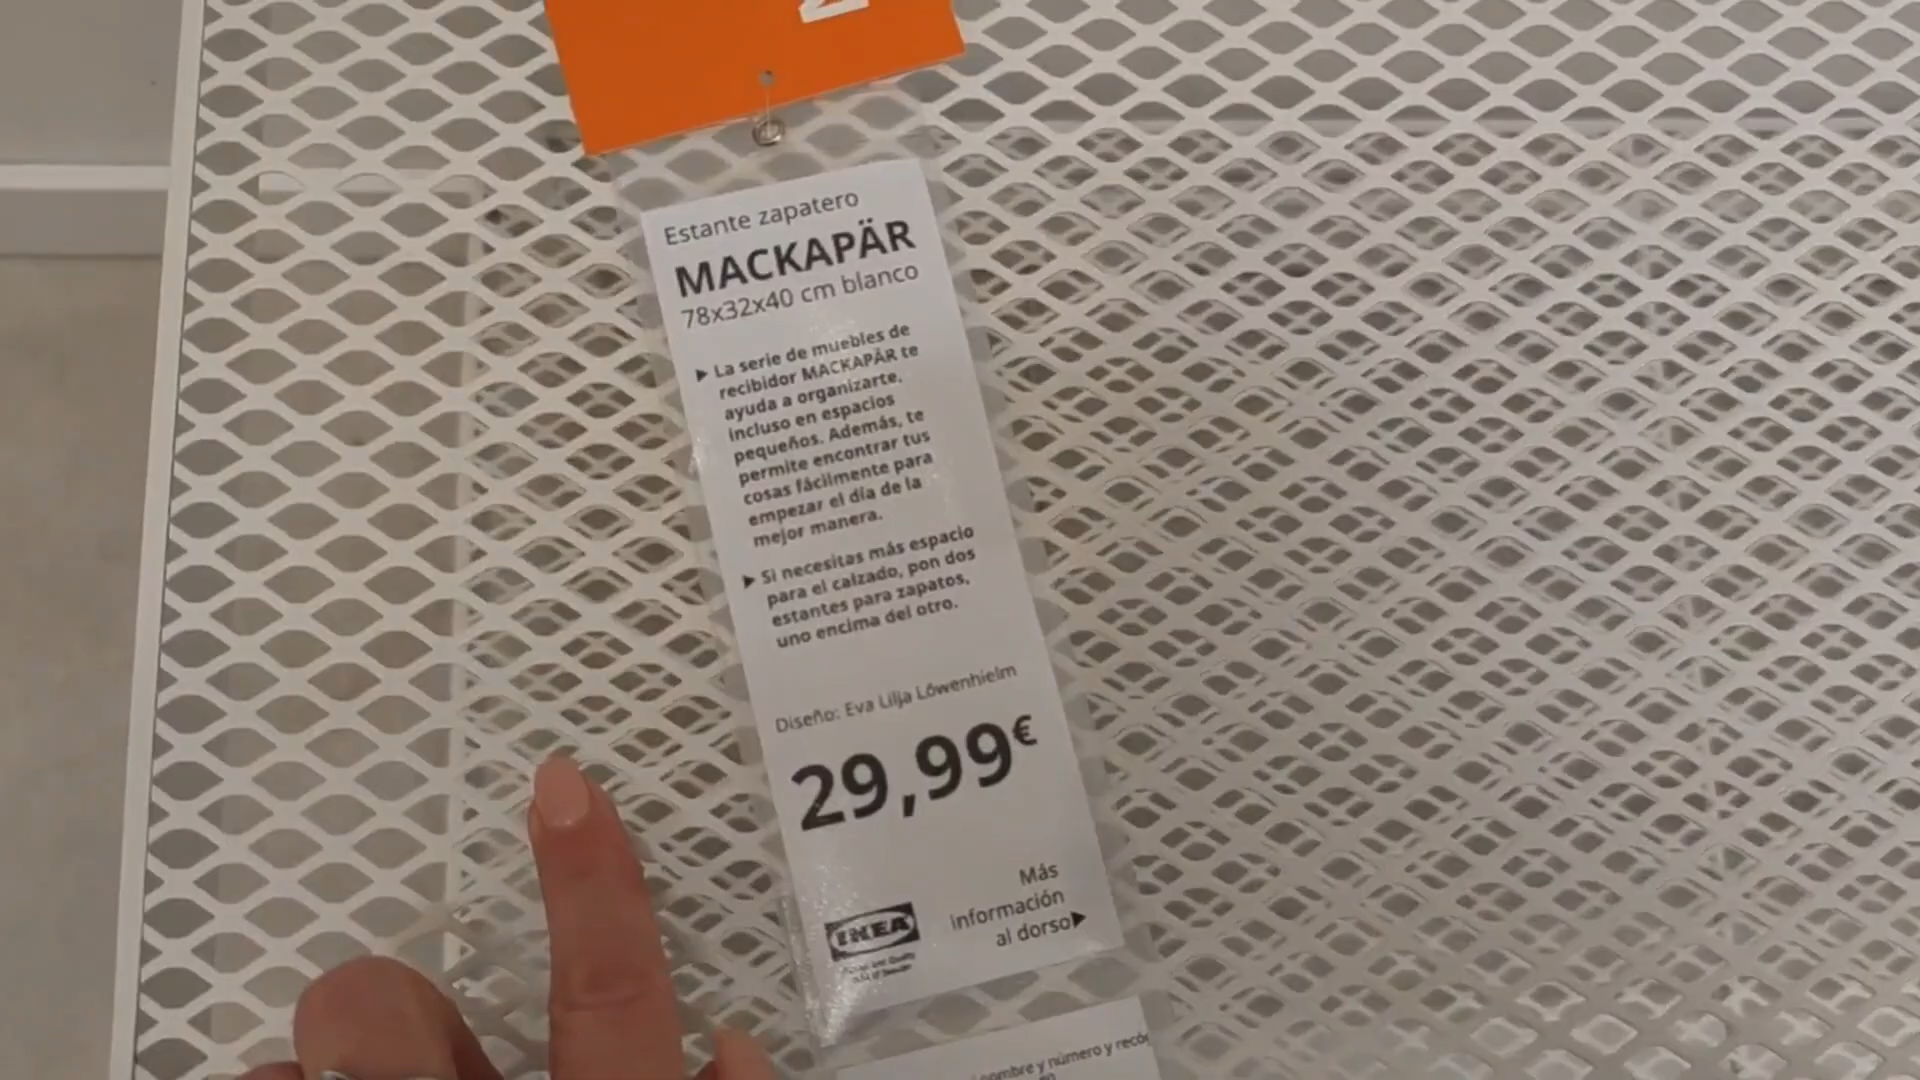 Estante zapatero
MACKAPÄR
78x32x40 cm blanco
▶ La serie de muebles de
recibidor MACKAPÄR te
ayuda a organizarte,
incluso en espacios
pequeños. Además, te
permite encontrar tus
cosas fácilmente para
empezar el día de la
mejor manera.
▶ Si necesitas más espacio
para el calzado, pon dos
estantes para zapatos,
uno encima del otro.
Diseño: Eva Lilja Löwenhielm
29,99€
Más
información
al dorso▶
IKEA
nombre y número y recóg